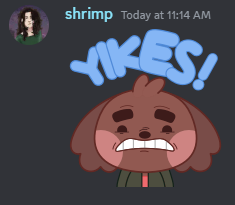 shrimp Today at 11:14 AM
YIKES!